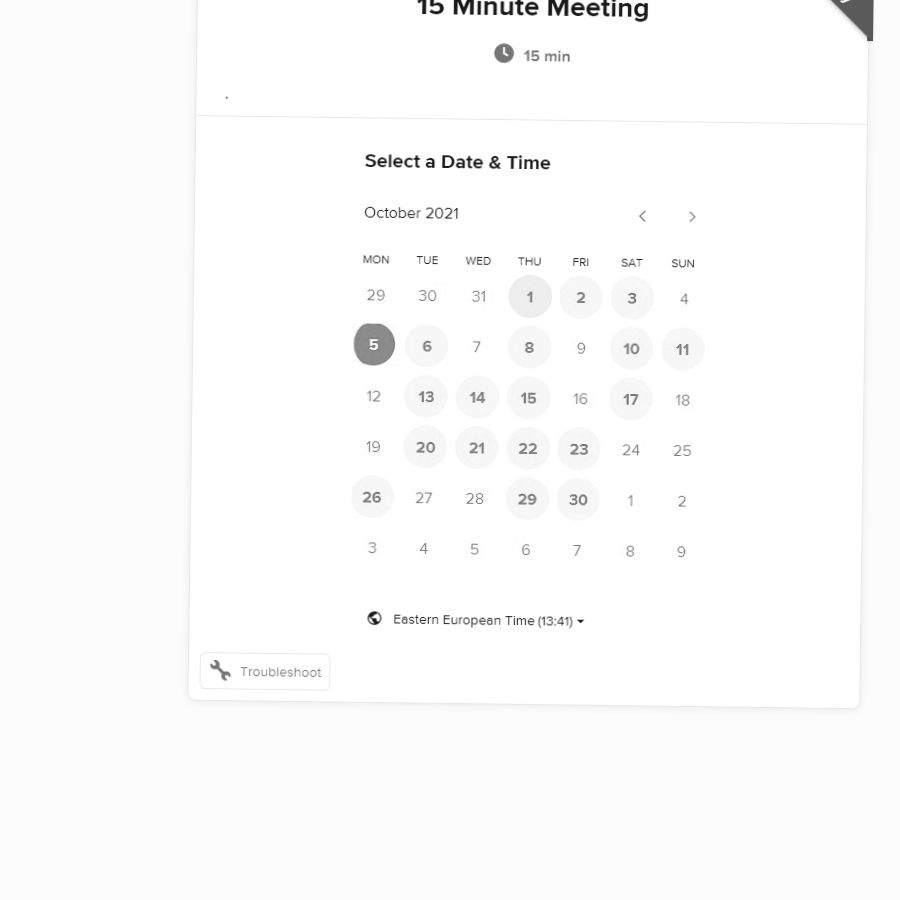 15 Minute Meeting
15 min
.
Select a Date & Time
October 2021
MON TUE WED THU FRI SAT SUN
29 30 31 1 2 3 4
5 6 7 8 9 10 11
12 13 14 15 16 17 18
19 20 21 22 23 24 25
26 27 28 29 30 1 2
3 4 5 6 7 8 9
Eastern European Time (13:41)
Troubleshoot